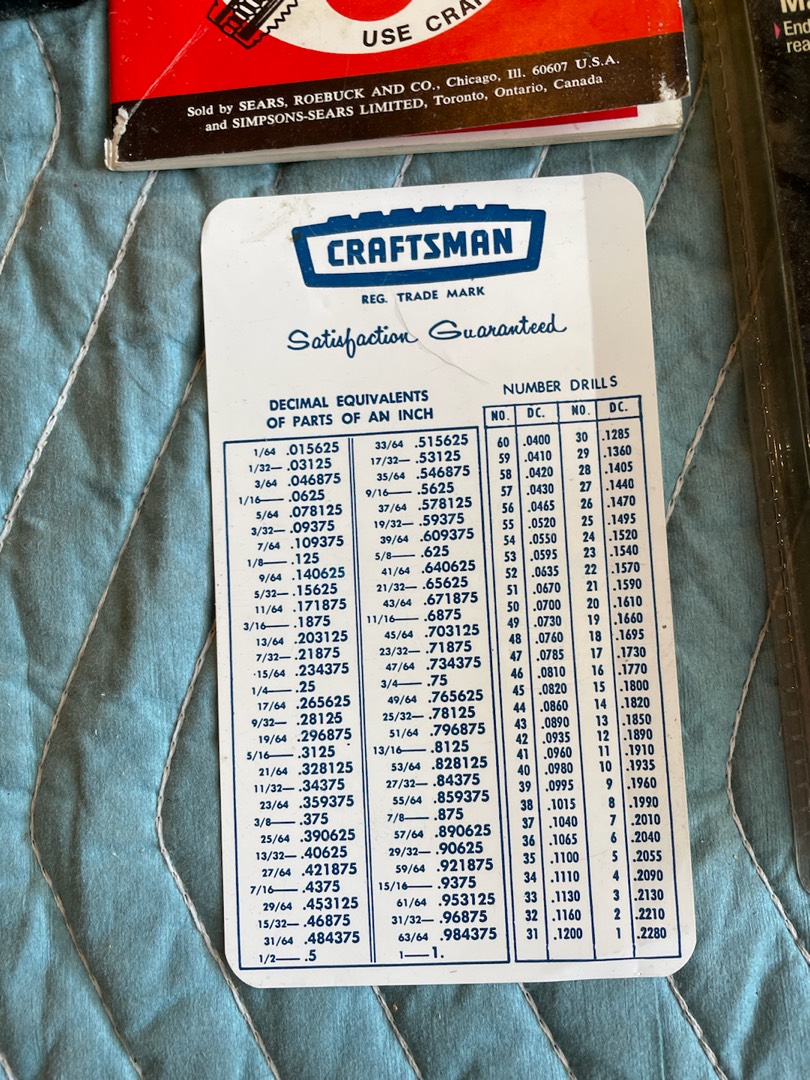 USE
Sold by SEARS, ROEBUCK AND CO., Chicago, Ill. 60607 U.S.A.
and SIMPSONS-SEARS LIMITED, Toronto, Ontario, Canada
CRAFTSMAN
REG. TRADE MARK
Satisfaction Guaranteed
DECIMAL EQUIVALENTS
OF PARTS OF AN INCH
1/64 .015625
1/32— .03125
3/64 .046875
1/16— .0625
5/64 .078125
3/32— .09375
7/64 .109375
1/8— .125
9/64 .140625
5/32— .15625
11/64 .171875
3/16— .1875
13/64 .203125
7/32— .21875
15/64 .234375
1/4— .25
17/64 .265625
9/32— .28125
19/64 .296875
5/16— .3125
21/64 .328125
11/32— .34375
23/64 .359375
3/8— .375
25/64 .390625
13/32— .40625
27/64 .421875
7/16— .4375
29/64 .453125
15/32— .46875
31/64 .484375
1/2— .5
33/64 .515625
17/32— .53125
35/64 .546875
9/16— .5625
37/64 .578125
19/32— .59375
39/64 .609375
5/8— .625
41/64 .640625
21/32— .65625
43/64 .671875
11/16— .6875
45/64 .703125
23/32— .71875
47/64 .734375
3/4— .75
49/64 .765625
25/32— .78125
51/64 .796875
13/16— .8125
53/64 .828125
27/32— .84375
55/64 .859375
7/8— .875
57/64 .890625
29/32— .90625
59/64 .921875
15/16— .9375
61/64 .953125
31/32— .96875
63/64 .984375
1— 1.
NUMBER DRILLS
NO. DC. NO. DC.
60 .0400 30 .1285
59 .0410 29 .1360
58 .0420 28 .1405
57 .0430 27 .1440
56 .0465 26 .1470
55 .0520 25 .1495
54 .0550 24 .1520
53 .0595 23 .1540
52 .0635 22 .1570
51 .0670 21 .1590
50 .0700 20 .1610
49 .0730 19 .1660
48 .0760 18 .1695
47 .0785 17 .1730
46 .0810 16 .1770
45 .0820 15 .1800
44 .0860 14 .1820
43 .0890 13 .1850
42 .0935 12 .1890
41 .0960 11 .1910
40 .0980 10 .1935
39 .0995 9 .1960
38 .1015 8 .1990
37 .1040 7 .2010
36 .1065 6 .2040
35 .1100 5 .2055
34 .1110 4 .2090
33 .1130 3 .2130
32 .1160 2 .2210
31 .1200 1 .2280